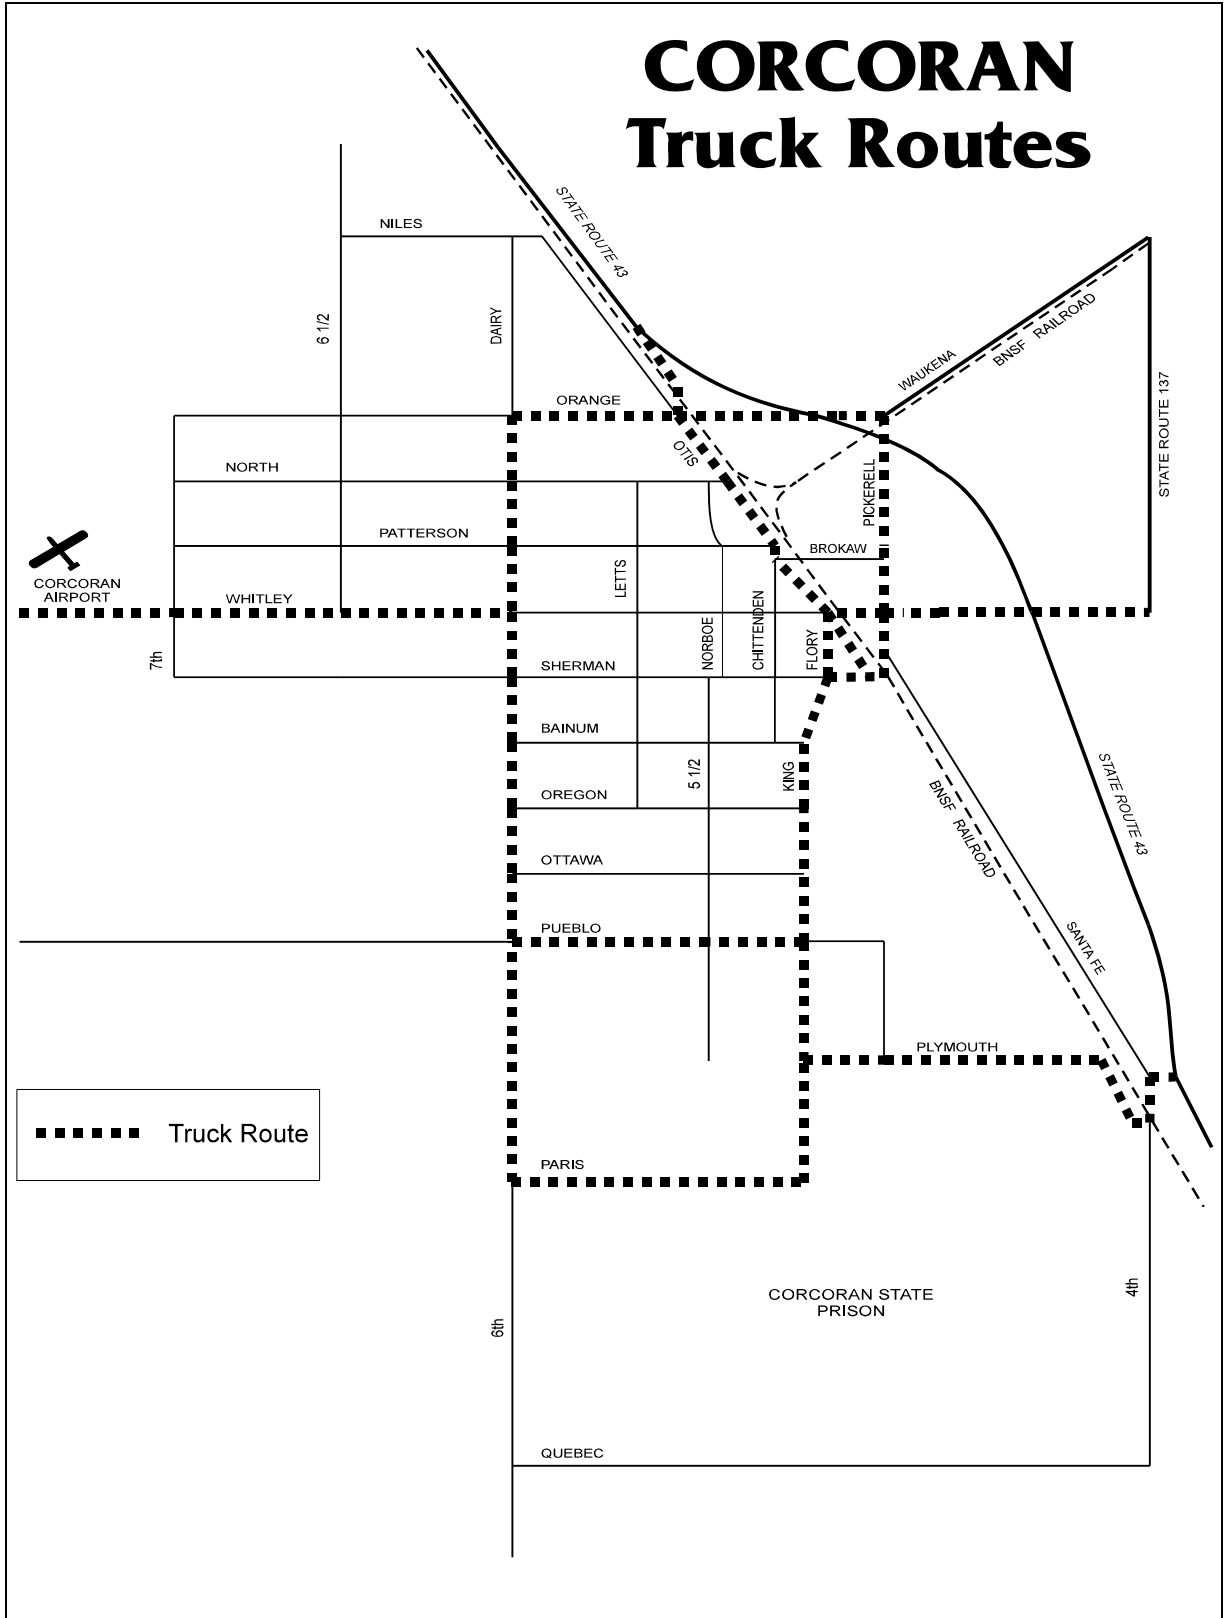 CORCORAN
Truck Routes
STATE ROUTE 43
NILES
6 1/2
DAIRY
WAUKENA
BNSF RAILROAD
STATE ROUTE 137
ORANGE
OTIS
NORTH
PICKERELL
PATTERSON
BROKAW
CORCORAN
AIRPORT
WHITLEY
LETTS
NORBOE
CHITTENDEN
FLORY
7th
SHERMAN
BAINUM
5 1/2
KING
OREGON
BNSF RAILROAD
STATE ROUTE 43
OTTAWA
PUEBLO
SANTA FE
PLYMOUTH
Truck Route
PARIS
CORCORAN STATE
PRISON
4th
6th
QUEBEC